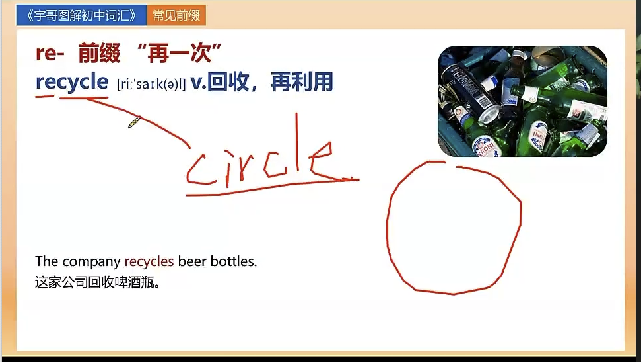 《宇哥图解初中词汇》 常见前缀
re- 前缀 “再一次”
recycle [riːˈsaɪk(ə)l] v.回收，再利用
circle
The company recycles beer bottles.
这家公司回收啤酒瓶。